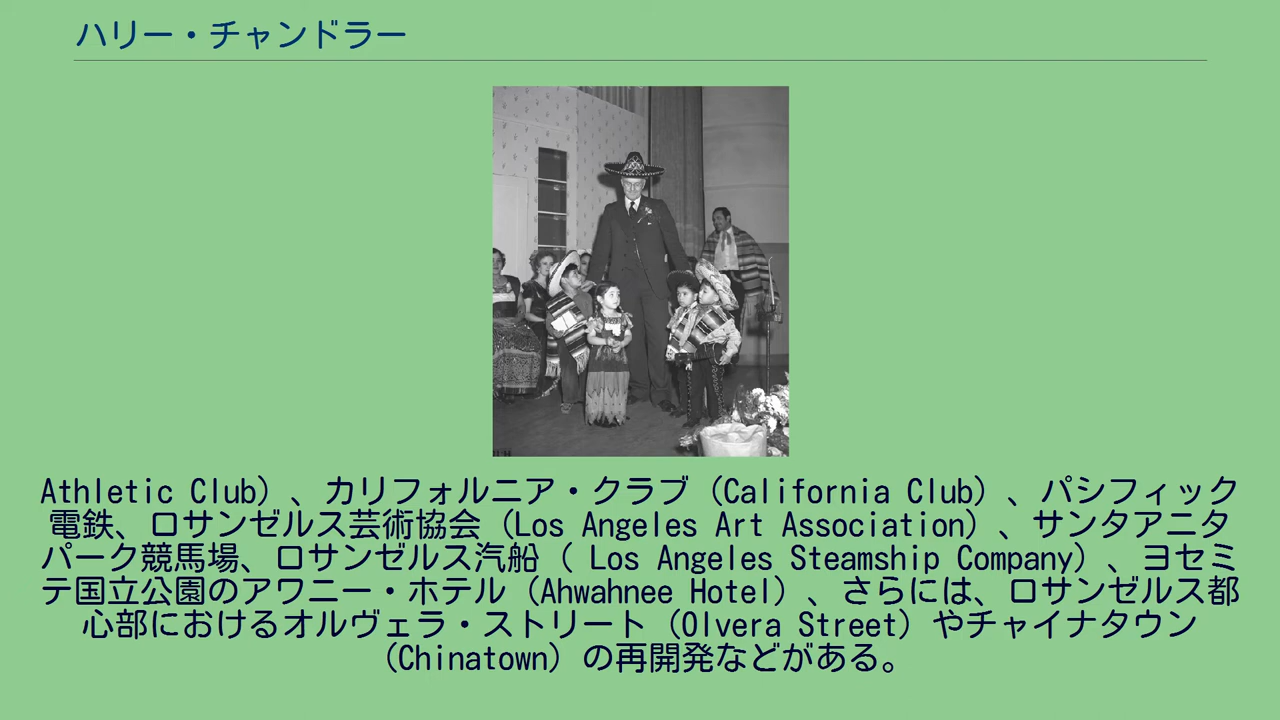 ハリー・チャンドラー
Athletic Club）、カリフォルニア・クラブ（California Club）、パシフィック
電鉄、ロサンゼルス芸術協会（Los Angeles Art Association）、サンタアニタ
パーク競馬場、ロサンゼルス汽船（ Los Angeles Steamship Company）、ヨセミ
テ国立公園のアワニー・ホテル（Ahwahnee Hotel）、さらには、ロサンゼルス都
心部におけるオルヴェラ・ストリート（Olvera Street）やチャイナタウン
（Chinatown）の再開発などがある。